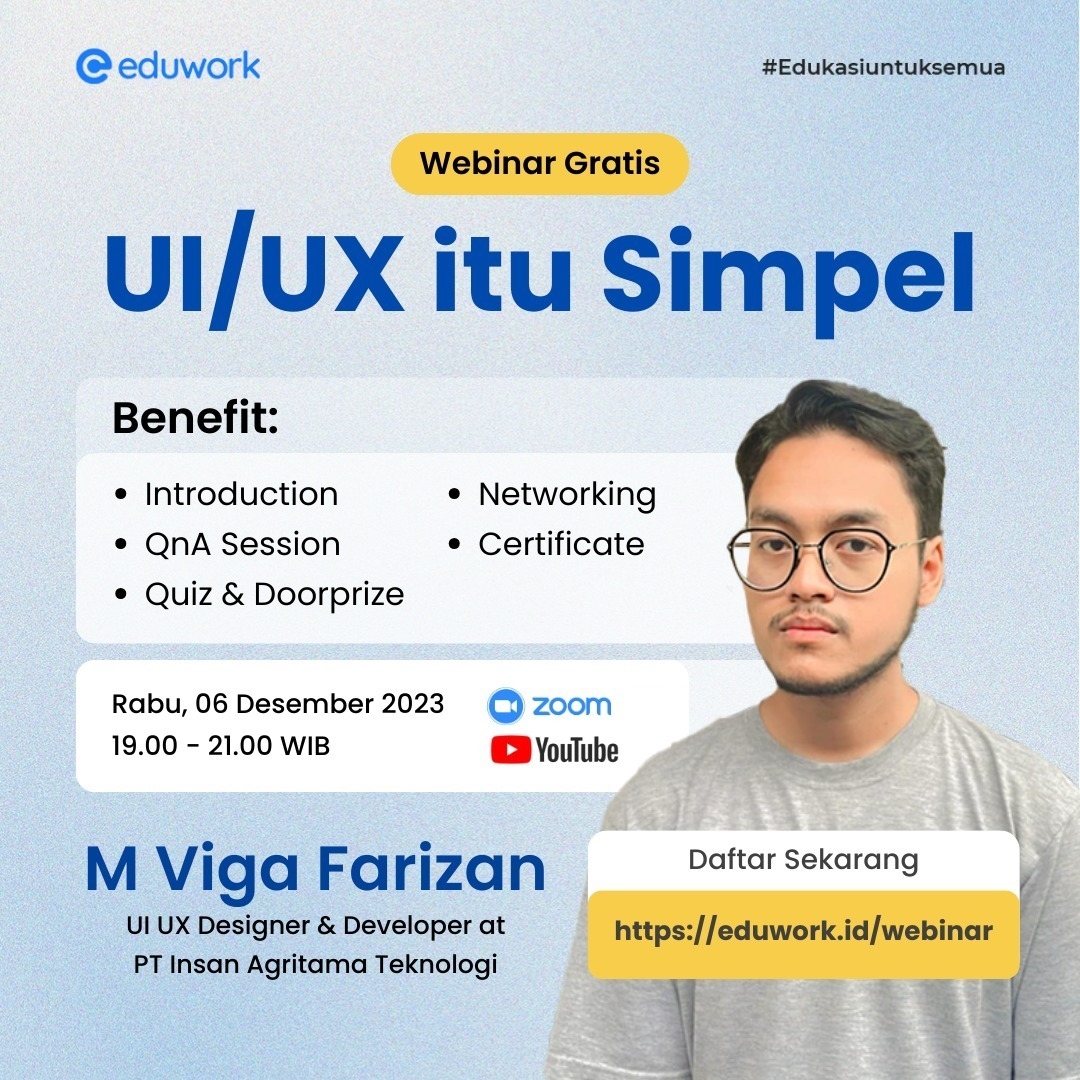 eduwork
#Edukasiuntuksemua
Webinar Gratis
UI/UX itu Simpel
Benefit:
• Introduction
• QnA Session
• Quiz & Doorprize
• Networking
• Certificate
Rabu, 06 Desember 2023
19.00 - 21.00 WIB
zoom
YouTube
M Viga Farizan
UI UX Designer & Developer at
PT Insan Agritama Teknologi
Daftar Sekarang
https://eduwork.id/webinar